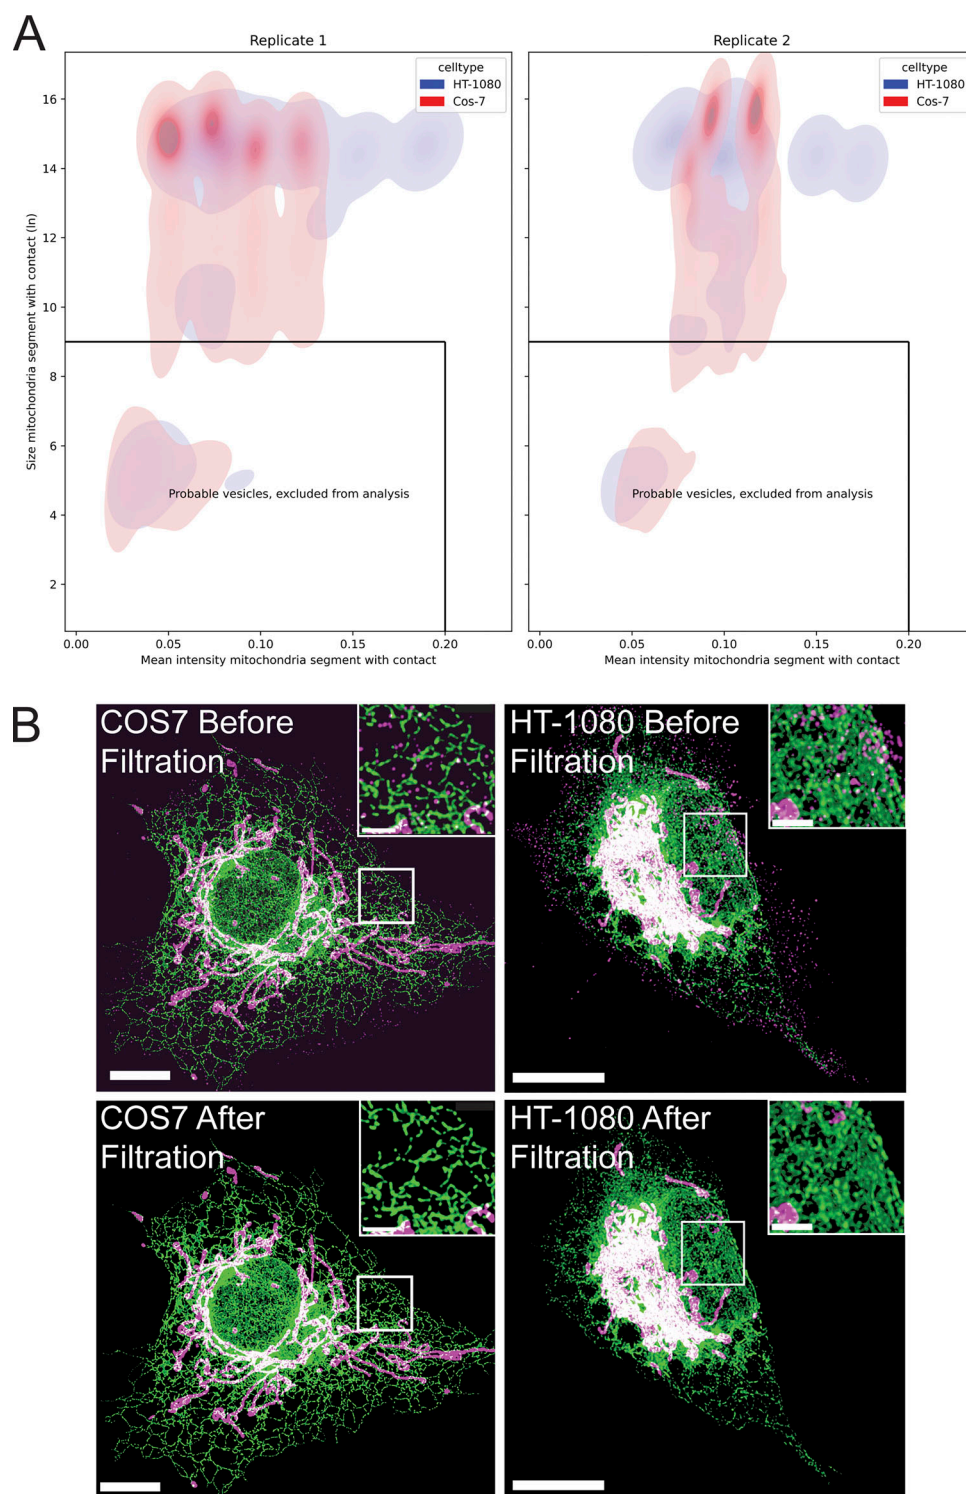 A
Replicate 1
Replicate 2
celltype
HT-1080
Cos-7
celltype
HT-1080
Cos-7
Size mitochondria segment with contact (ln)
16
14
12
10
8
6
4
2
Probable vesicles, excluded from analysis
Probable vesicles, excluded from analysis
0.00 0.05 0.10 0.15 0.20
0.00 0.05 0.10 0.15 0.20
Mean intensity mitochondria segment with contact
Mean intensity mitochondria segment with contact
B
COS7 Before
Filtration
HT-1080 Before
Filtration
COS7 After
Filtration
HT-1080 After
Filtration